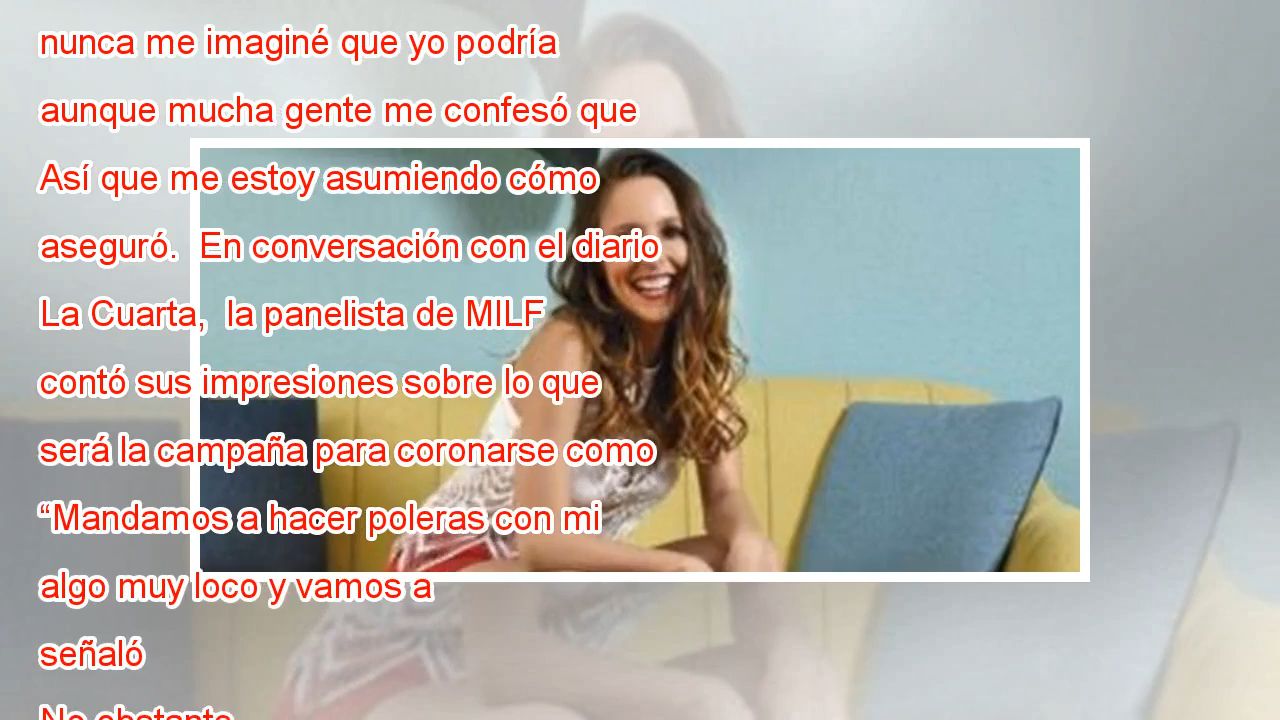 nunca me imaginé que yo podría
aunque mucha gente me confesó que
Así que me estoy asumiendo cómo
aseguró.  En conversación con el diario
La Cuarta,  la panelista de MILF
contó sus impresiones sobre lo que
será la campaña para coronarse como
“Mandamos a hacer poleras con mi
algo muy loco y vamos a
señaló
No obstante